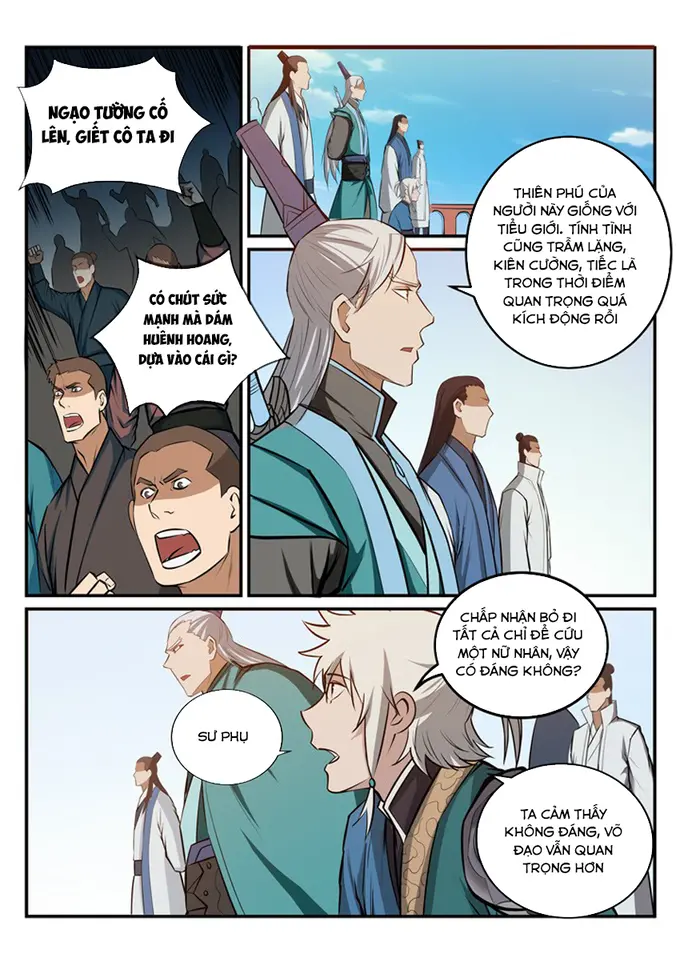 NGẠO TƯỜNG CỐ
LÊN, GIẾT CÔ TA ĐI
CÓ CHÚT SỨC
MẠNH MÀ DÁM
HUÊNH HOANG,
DỰA VÀO CÁI GÌ?
THIÊN PHÚ CỦA
NGƯỜI NÀY GIỐNG VỚI
TIỂU GIỚI. TÍNH TÌNH
CŨNG TRẦM LẶNG,
KIÊN CƯỜNG, TIẾC LÀ
TRONG THỜI ĐIỂM
QUAN TRỌNG QUÁ
KÍCH ĐỘNG RỒI
SƯ PHỤ
CHẤP NHẬN BỎ ĐI
TẤT CẢ CHỈ ĐỂ CỨU
MỘT NỮ NHÂN, VẬY
CÓ ĐÁNG KHÔNG?
TA CẢM THẤY
KHÔNG ĐÁNG, VÕ
ĐẠO VẪN QUAN
TRỌNG HƠN